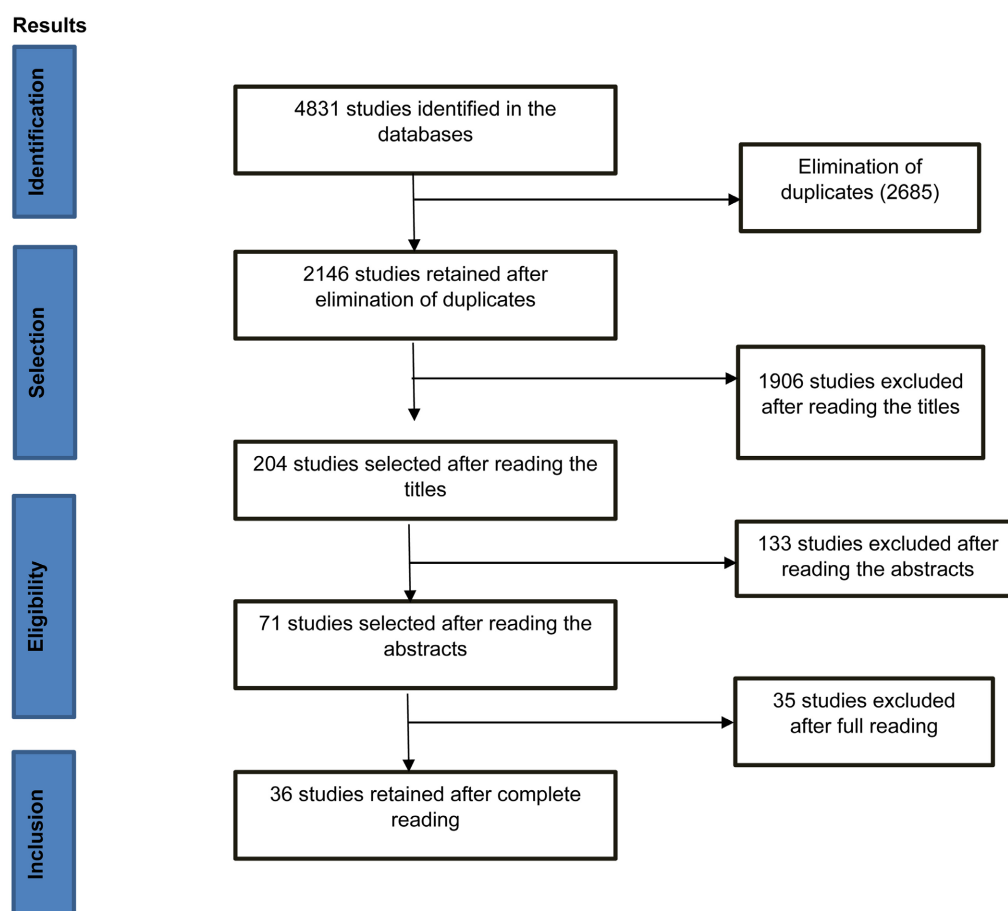 Results
Identification
4831 studies identified in the
databases
Elimination of
duplicates (2685)
Selection
2146 studies retained after
elimination of duplicates
1906 studies excluded
after reading the titles
204 studies selected after reading the
titles
Eligibility
133 studies excluded after
reading the abstracts
71 studies selected after reading the
abstracts
35 studies excluded
after full reading
Inclusion
36 studies retained after complete
reading